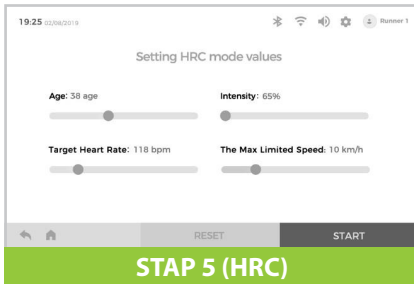 19:25 02/08/2019 Runner 1
Setting HRC mode values
Age: 38 age Intensity: 65%
Target Heart Rate: 118 bpm The Max Limited Speed: 10 km/h
RESET START
STAP 5 (HRC)